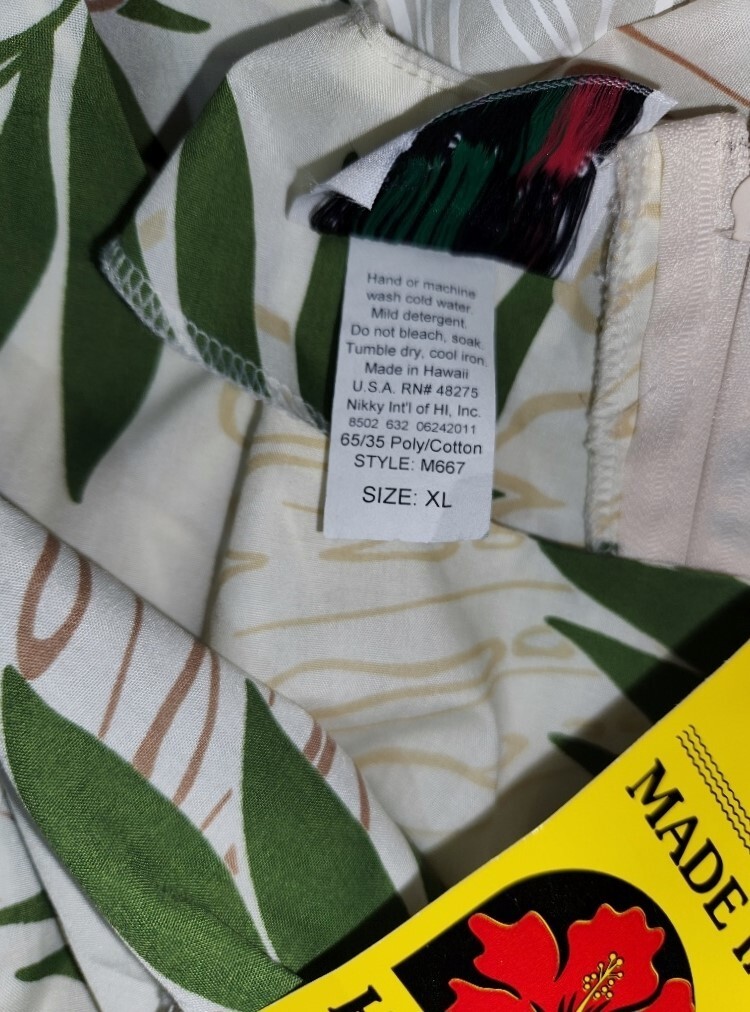 Hand or machine
wash cold water.
Mild detergent.
Do not bleach, soak.
Tumble dry, cool iron.
Made in Hawaii
U.S.A. RN# 48275
Nikky Int'l of HI, Inc.
8502 632 06242011
65/35 Poly/Cotton
STYLE: M667
SIZE: XL
MADE